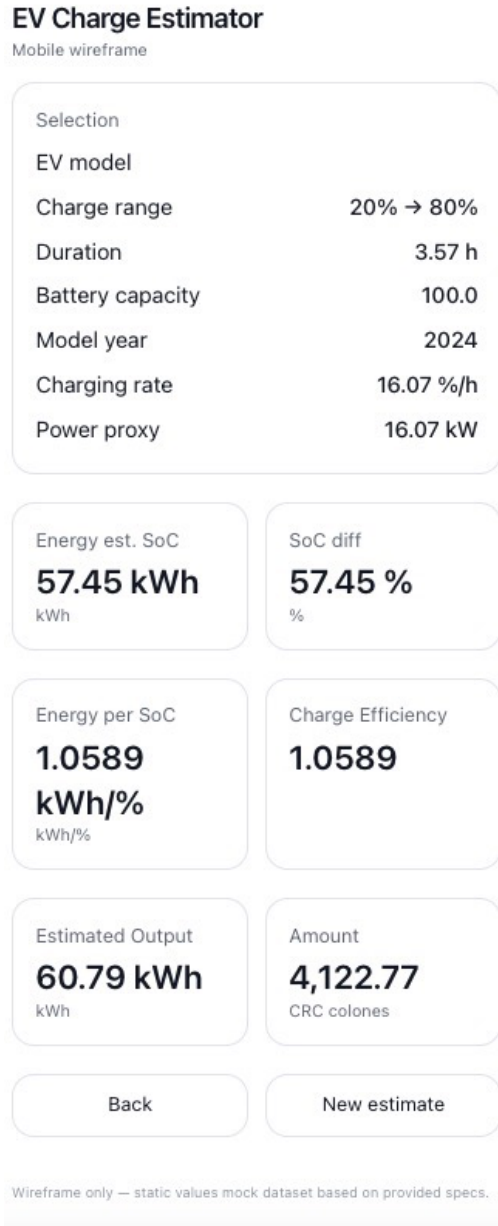 EV Charge Estimator
Mobile wireframe
Selection
EV model
Charge range 20% → 80%
Duration 3.57 h
Battery capacity 100.0
Model year 2024
Charging rate 16.07 %/h
Power proxy 16.07 kW
Energy est. SoC
57.45 kWh
kWh
SoC diff
57.45 %
%
Energy per SoC
1.0589
kWh/%
kWh/%
Charge Efficiency
1.0589
Estimated Output
60.79 kWh
kWh
Amount
4,122.77
CRC colones
Back
New estimate
Wireframe only — static values mock dataset based on provided specs.